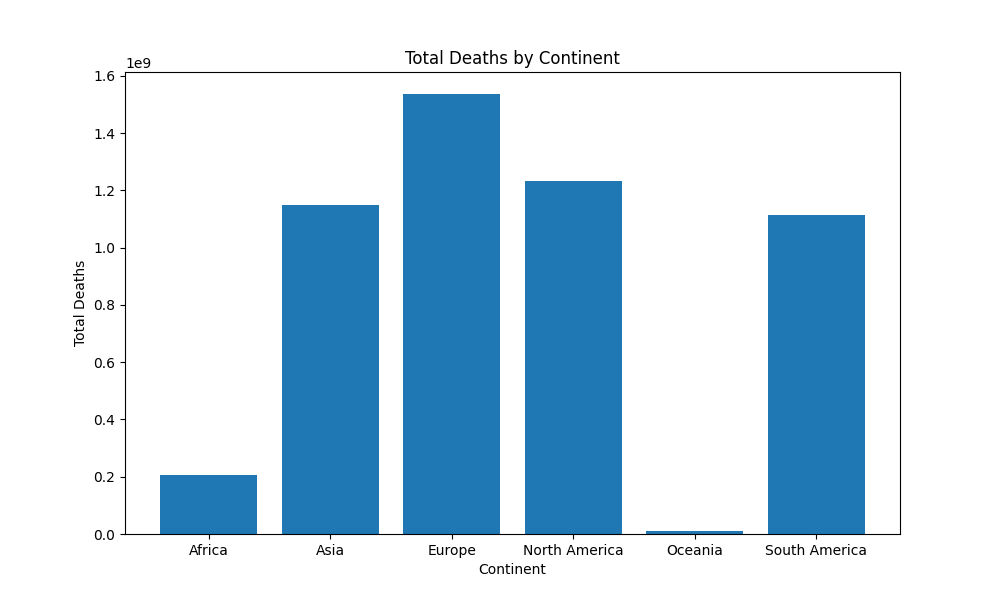 Total Deaths by Continent
1e9
1.6
1.4
1.2
1.0
0.8
0.6
0.4
0.2
0.0
Total Deaths
Africa Asia Europe North America Oceania South America
Continent